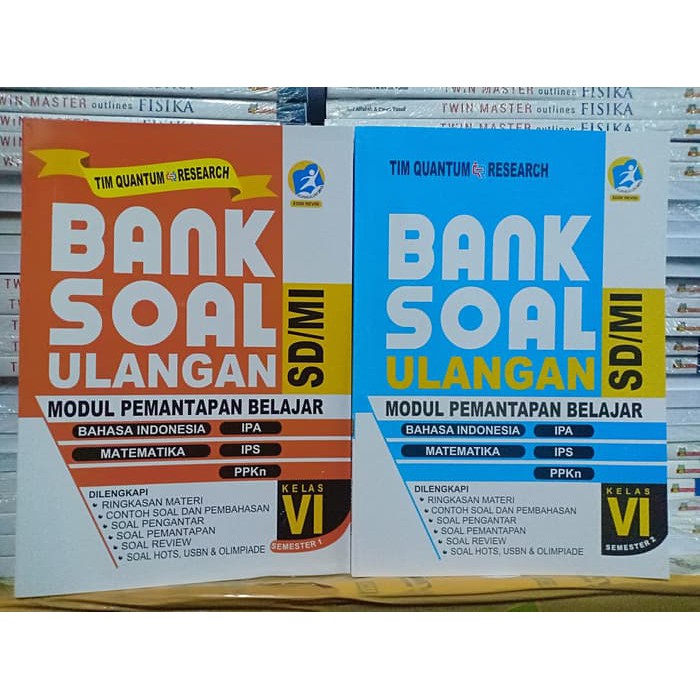 TWIN MASTER outlines FISIKA
TWIN MASTER outlines FISIKA
TIM QUANTUM RESEARCH
EDISI REVISI
BANK
SOAL
ULANGAN
SD/MI
MODUL PEMANTAPAN BELAJAR
BAHASA INDONESIA IPA
MATEMATIKA IPS
PPKn
DILENGKAPI
RINGKASAN MATERI
CONTOH SOAL DAN PEMBAHASAN
SOAL PENGANTAR
SOAL PEMANTAPAN
SOAL REVIEW
SOAL HOTS, USBN & OLIMPIADE
KELAS
VI
SEMESTER 1
TIM QUANTUM RESEARCH
EDISI REVISI
BANK
SOAL
ULANGAN
SD/MI
MODUL PEMANTAPAN BELAJAR
BAHASA INDONESIA IPA
MATEMATIKA IPS
PPKn
DILENGKAPI
RINGKASAN MATERI
CONTOH SOAL DAN PEMBAHASAN
SOAL PENGANTAR
SOAL PEMANTAPAN
SOAL REVIEW
SOAL HOTS, USBN & OLIMPIADE
KELAS
VI
SEMESTER 2